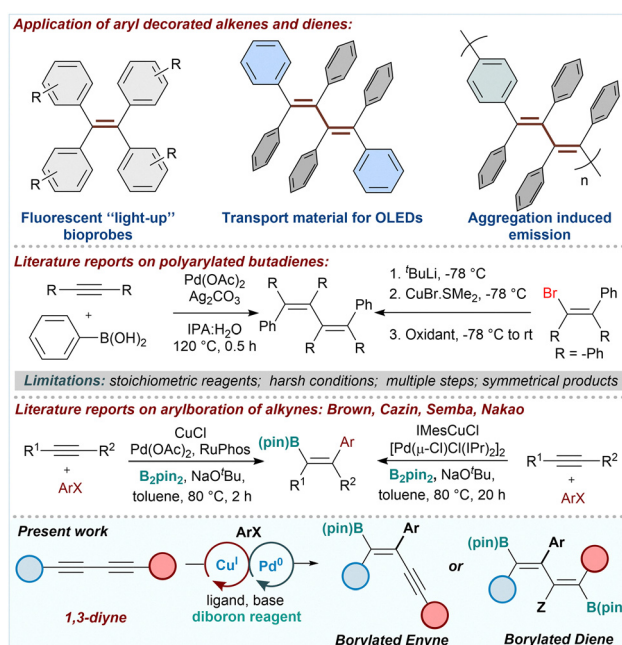 Application of aryl decorated alkenes and dienes:
R
R
R
R
n
Fluorescent "light-up"
bioprobes
Transport material for OLEDs
Aggregation induced
emission
Literature reports on polyarylated butadienes:
R R
+
B(OH)2
Pd(OAc)2
Ag2CO3
IPA:H2O
120 °C, 0.5 h
R R
Ph
Ph
R R
1. tBuLi, -78 °C
2. CuBr.SMe2, -78 °C
3. Oxidant, -78 °C to rt
Br Ph
R R
R = -Ph
Limitations: stoichiometric reagents; harsh conditions; multiple steps; symmetrical products
Literature reports on arylboration of alkynes: Brown, Cazin, Semba, Nakao
R1 R2
+
ArX
CuCl
Pd(OAc)2, RuPhos
B2pin2, NaOtBu,
toluene, 80 °C, 2 h
(pin)B Ar
R1 R2
IMesCuCl
[Pd(μ-Cl)Cl(IPr)2]2
B2pin2, NaOtBu,
toluene, 80 °C, 20 h
R1 R2
+
ArX
Present work
1,3-diyne
ArX
CuI Pd0
ligand, base
diboron reagent
(pin)B Ar
Borylated Enyne
or
(pin)B Ar
Z B(pin
Borylated Diene